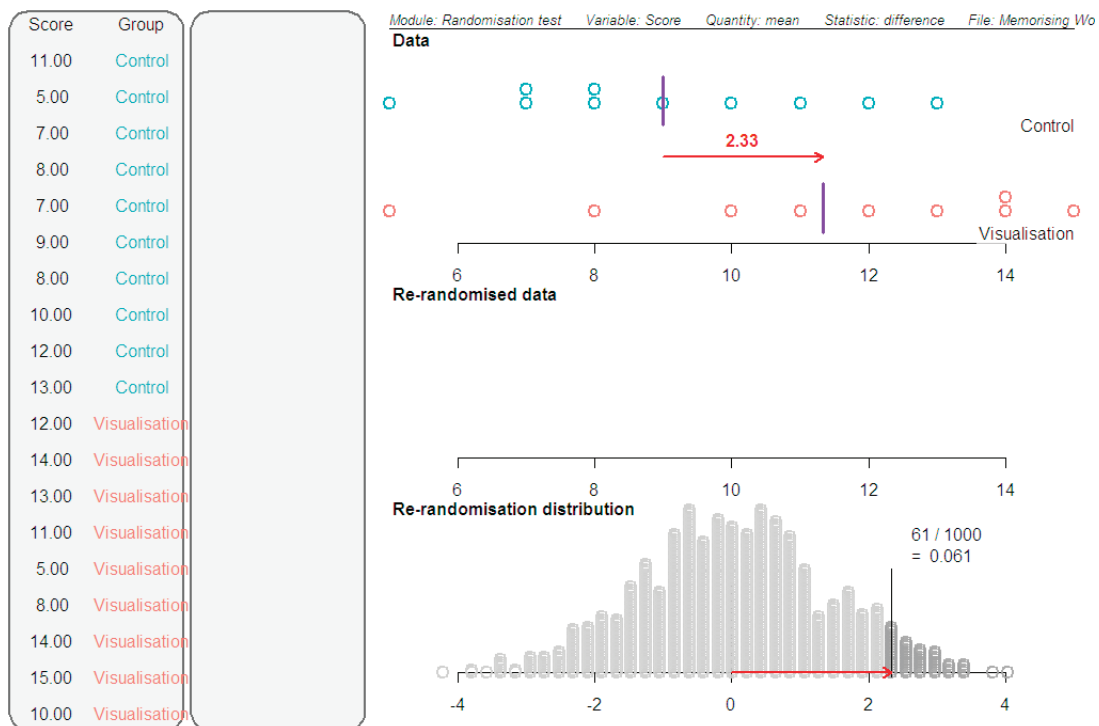 Score Group
11.00 Control
5.00 Control
7.00 Control
8.00 Control
7.00 Control
9.00 Control
8.00 Control
10.00 Control
12.00 Control
13.00 Control
12.00 Visualisation
14.00 Visualisation
13.00 Visualisation
11.00 Visualisation
5.00 Visualisation
8.00 Visualisation
14.00 Visualisation
15.00 Visualisation
10.00 Visualisation
Module: Randomisation test Variable: Score Quantity: mean Statistic: difference File: Memorising Wo
Data
Control
2.33
Visualisation
6 8 10 12 14
Re-randomised data
6 8 10 12 14
Re-randomisation distribution
61 / 1000
= 0.061
-4 -2 0 2 4